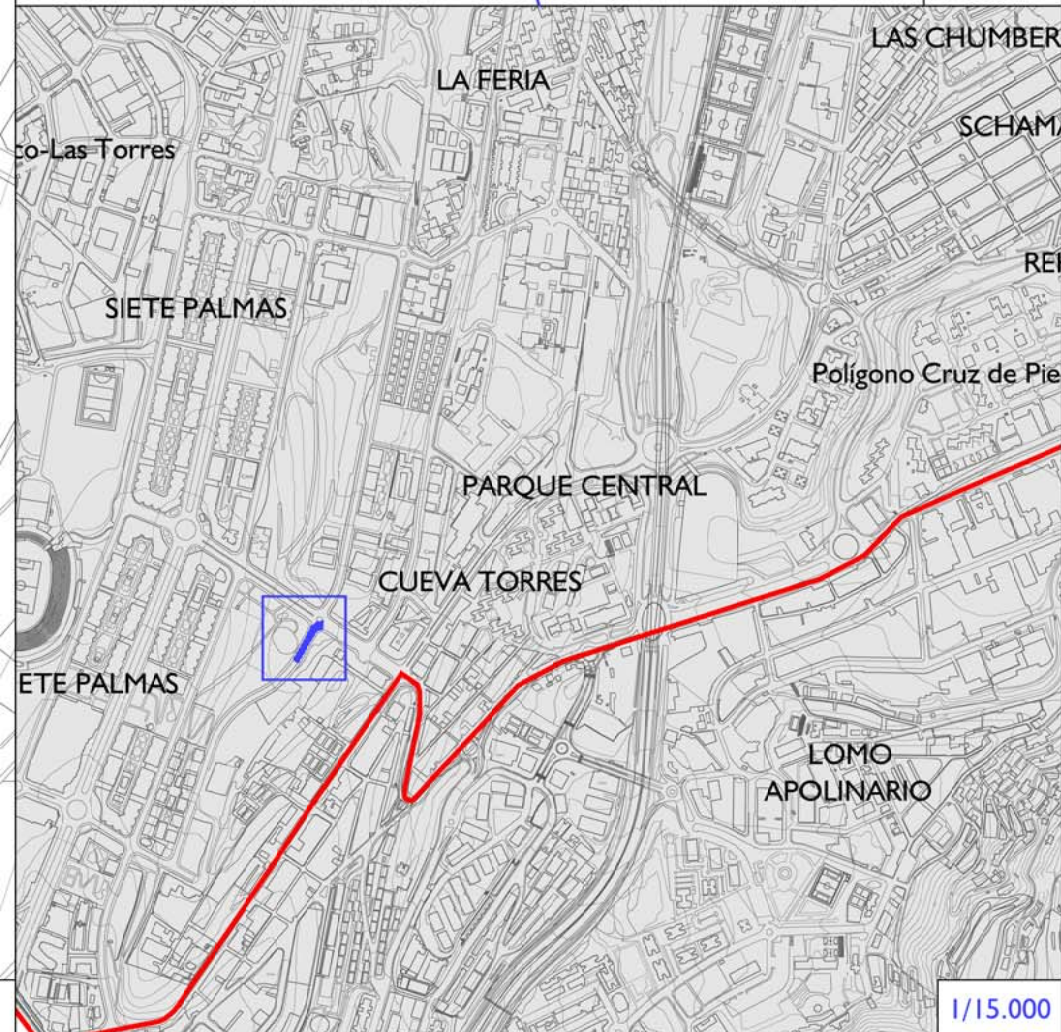 LAS CHUMBER
LA FERIA
SCHAMA
co-Las Torres
REH
SIETE PALMAS
Polígono Cruz de Pie
PARQUE CENTRAL
CUEVA TORRES
ETE PALMAS
LOMO
APOLINARIO
1/15.000